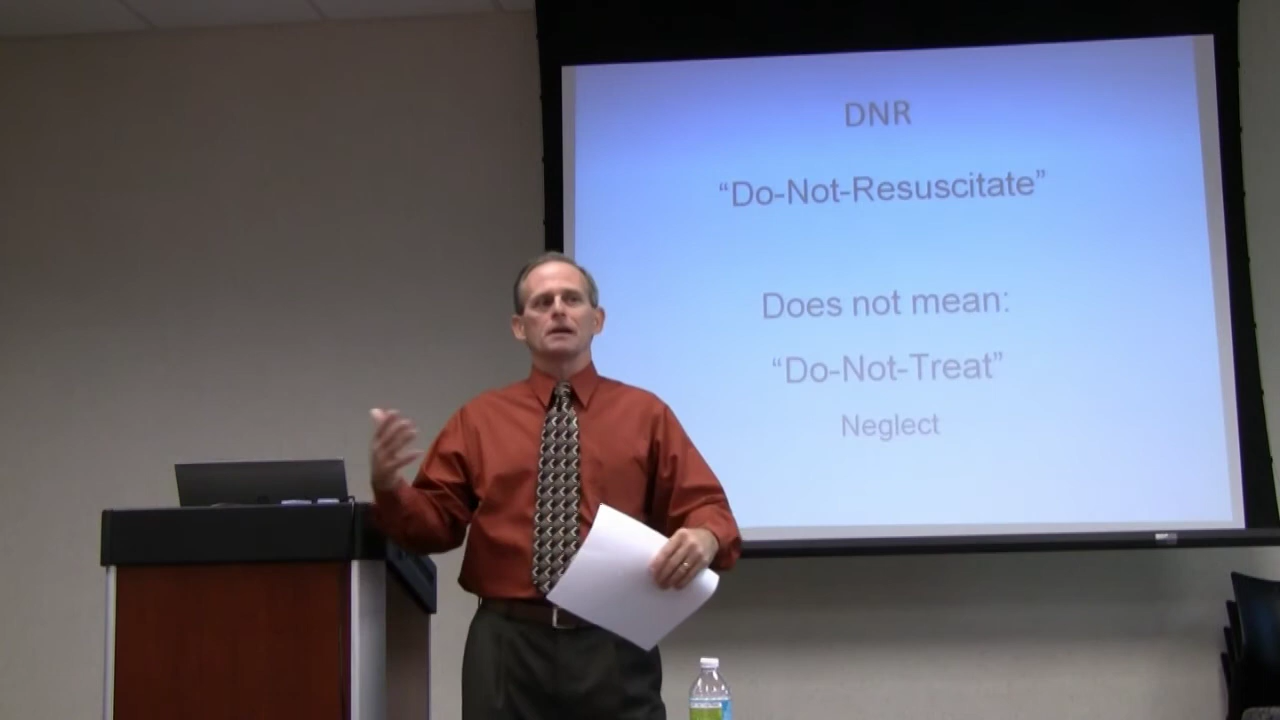 DNR
“Do-Not-Resuscitate”
Does not mean:
“Do-Not-Treat”
Neglect